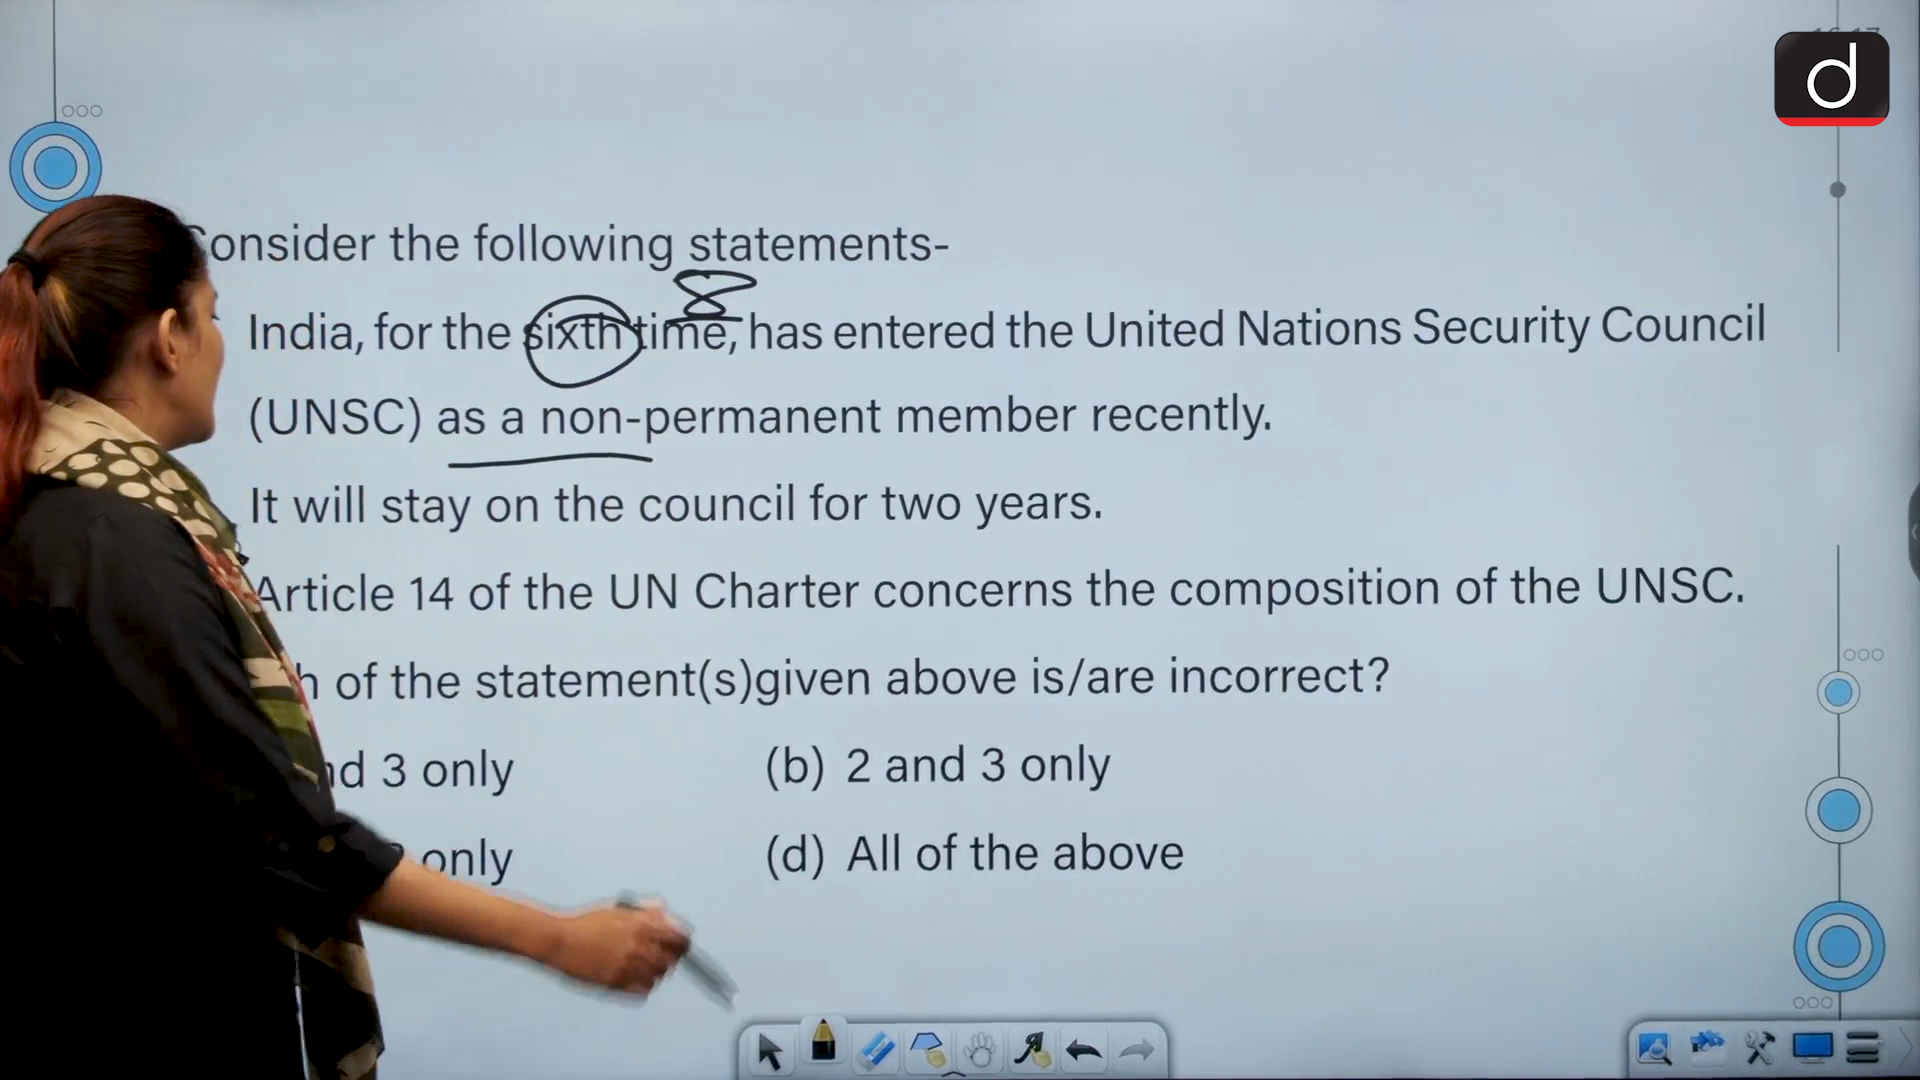 onsider the following statements-
8
India, for the sixth time, has entered the United Nations Security Council
(UNSC) as a non-permanent member recently.
It will stay on the council for two years.
Article 14 of the UN Charter concerns the composition of the UNSC.
h of the statement(s)given above is/are incorrect?
nd 3 only
(b) 2 and 3 only
only
(d) All of the above
d